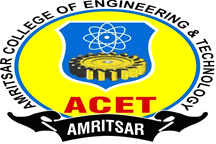 AMRITSAR COLLEGE OF ENGINEERING & TECHNOLOGY
ACET
AMRITSAR